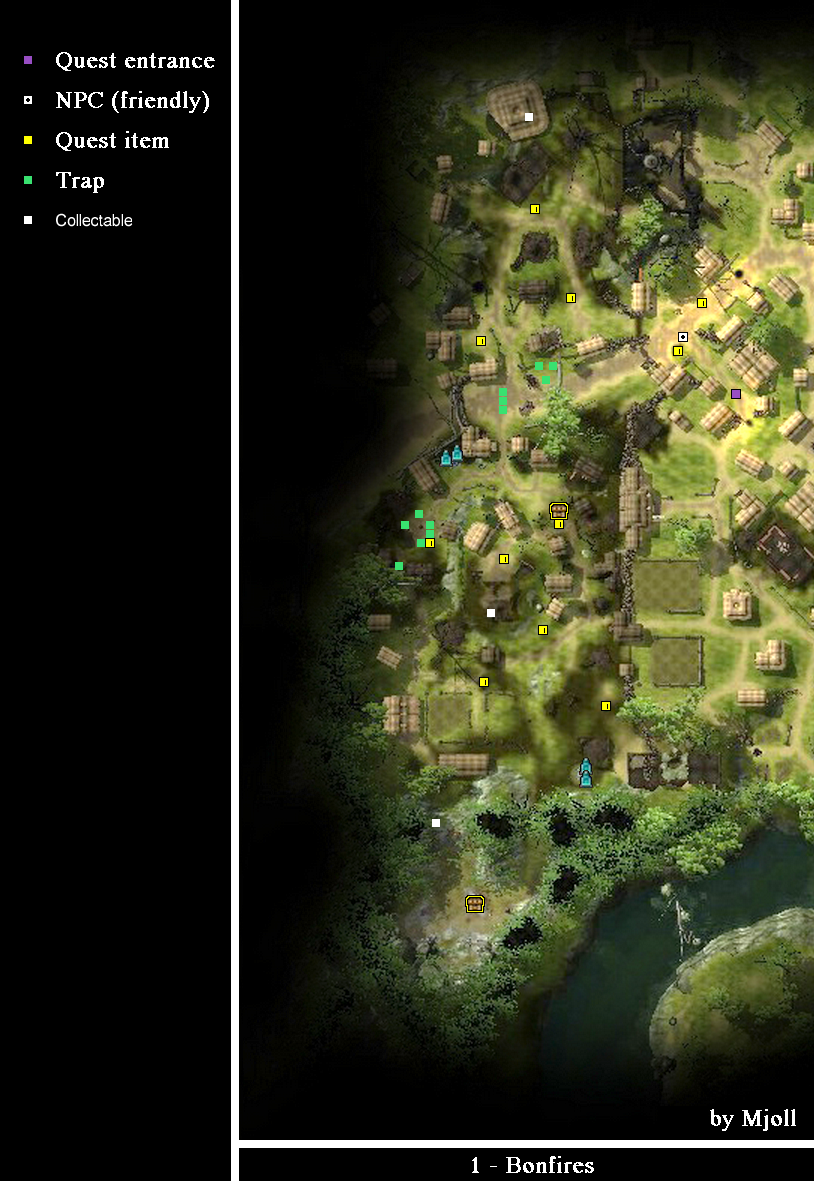 Quest entrance
NPC (friendly)
Quest item
Trap
Collectable
by Mjoll
1 - Bonfires